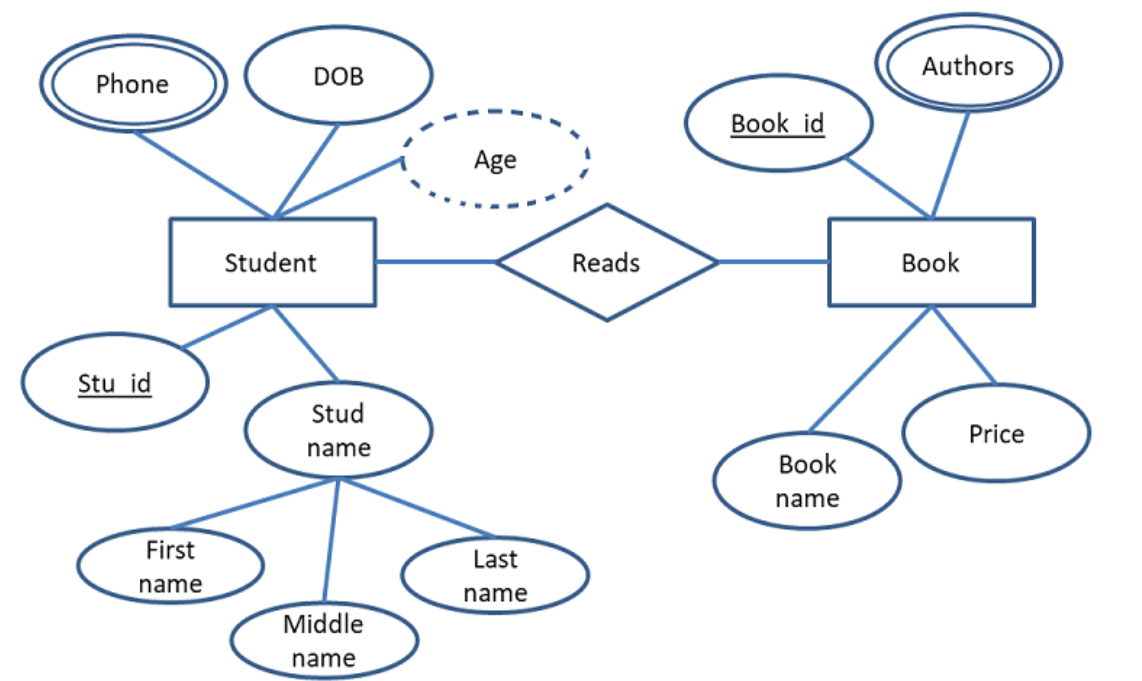 Phone
DOB
Authors
Book_id
Age
Student
Reads
Book
Stu_id
Stud
name
Price
Book
name
First
name
Last
name
Middle
name